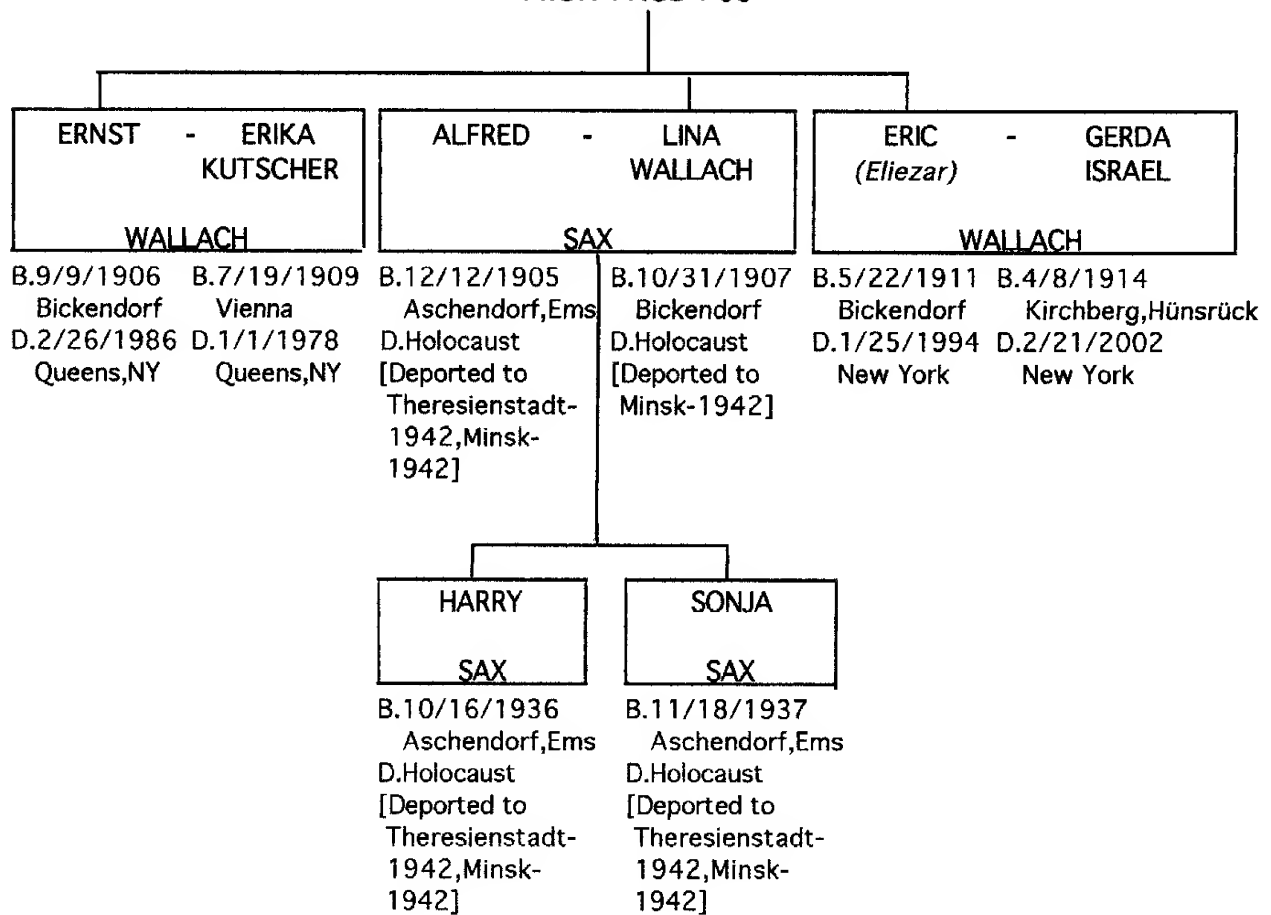 ERNST - ERIKA
KUTSCHER
WALLACH
B.9/9/1906 B.7/19/1909
Bickendorf Vienna
D.2/26/1986 D.1/1/1978
Queens,NY Queens,NY
ALFRED - LINA
WALLACH
SAX
B.12/12/1905 B.10/31/1907
Aschendorf,Ems Bickendorf
D.Holocaust D.Holocaust
[Deported to [Deported to
Theresienstadt- Minsk-1942]
1942,Minsk-
1942]
ERIC - GERDA
(Eliezar) ISRAEL
WALLACH
B.5/22/1911 B.4/8/1914
Bickendorf Kirchberg,Hünsrück
D.1/25/1994 D.2/21/2002
New York New York
HARRY
SAX
B.10/16/1936
Aschendorf,Ems
D.Holocaust
[Deported to
Theresienstadt-
1942,Minsk-
1942]
SONJA
SAX
B.11/18/1937
Aschendorf,Ems
D.Holocaust
[Deported to
Theresienstadt-
1942,Minsk-
1942]